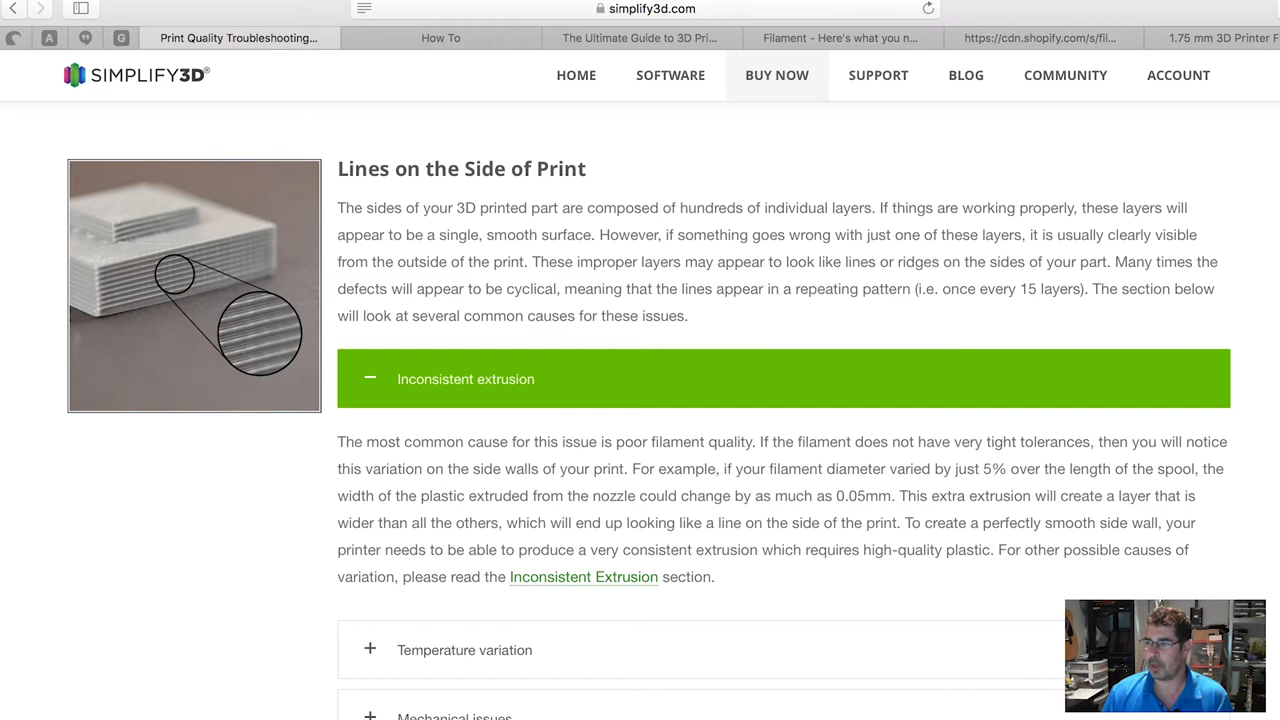 simplify3d.com
A
G
Print Quality Troubleshooting...
How To
The Ultimate Guide to 3D Pri...
Filament - Here's what you n...
https://cdn.shopify.com/s/fil...
1.75 mm 3D Printer F
SIMPLIFY3D®
HOME
SOFTWARE
BUY NOW
SUPPORT
BLOG
COMMUNITY
ACCOUNT
Lines on the Side of Print
The sides of your 3D printed part are composed of hundreds of individual layers. If things are working properly, these layers will
appear to be a single, smooth surface. However, if something goes wrong with just one of these layers, it is usually clearly visible
from the outside of the print. These improper layers may appear to look like lines or ridges on the sides of your part. Many times the
defects will appear to be cyclical, meaning that the lines appear in a repeating pattern (i.e. once every 15 layers). The section below
will look at several common causes for these issues.
Inconsistent extrusion
The most common cause for this issue is poor filament quality. If the filament does not have very tight tolerances, then you will notice
this variation on the side walls of your print. For example, if your filament diameter varied by just 5% over the length of the spool, the
width of the plastic extruded from the nozzle could change by as much as 0.05mm. This extra extrusion will create a layer that is
wider than all the others, which will end up looking like a line on the side of the print. To create a perfectly smooth side wall, your
printer needs to be able to produce a very consistent extrusion which requires high-quality plastic. For other possible causes of
variation, please read the Inconsistent Extrusion section.
Temperature variation
Mechanical issues